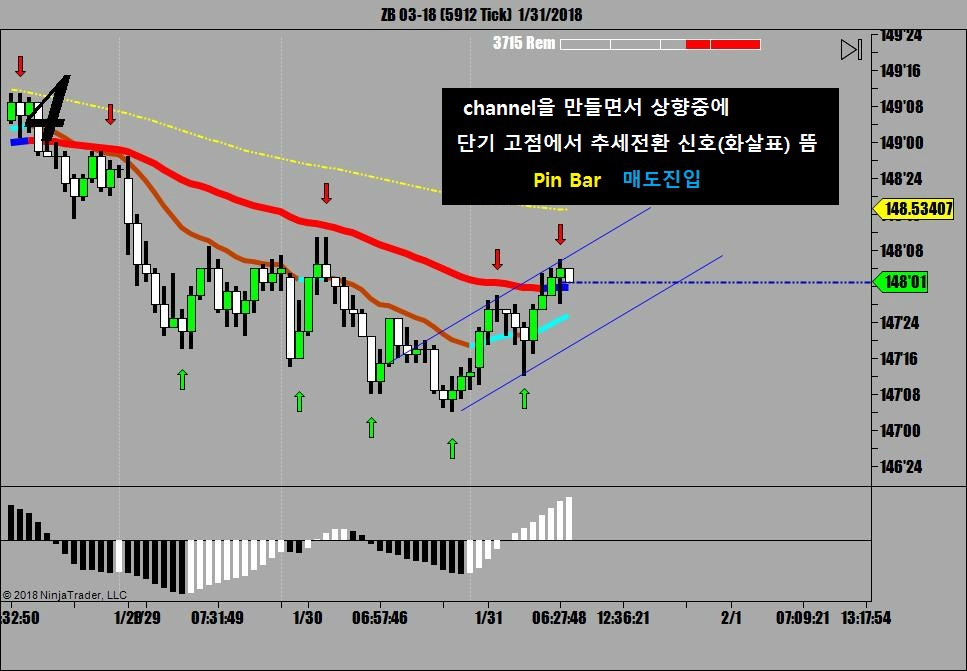 ZB 03-18 (5912 Tick) 1/31/2018
3715 Rem
149'24
149'16
149'08
149'00
148'24
148.53407
148'08
148'01
147'24
147'16
147'08
147'00
146'24
4
channel을 만들면서 상향중에
단기 고점에서 추세전환 신호(화살표) 뜸
Pin Bar 매도진입
© 2018 NinjaTrader, LLC
:32:50 1/29 07:31:49 1/30 06:57:46 1/31 06:27:48 12:36:21 2/1 07:09:21 13:17:54